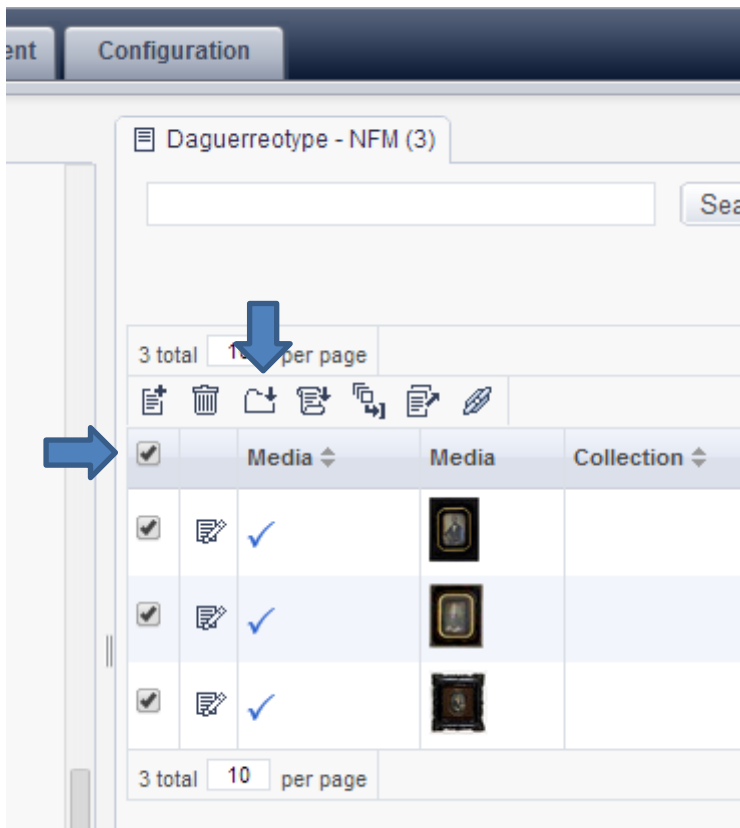 ent Configuration
Daguerreotype - NFM (3)
Sea
3 total per page
Media Media Collection
3 total 10 per page